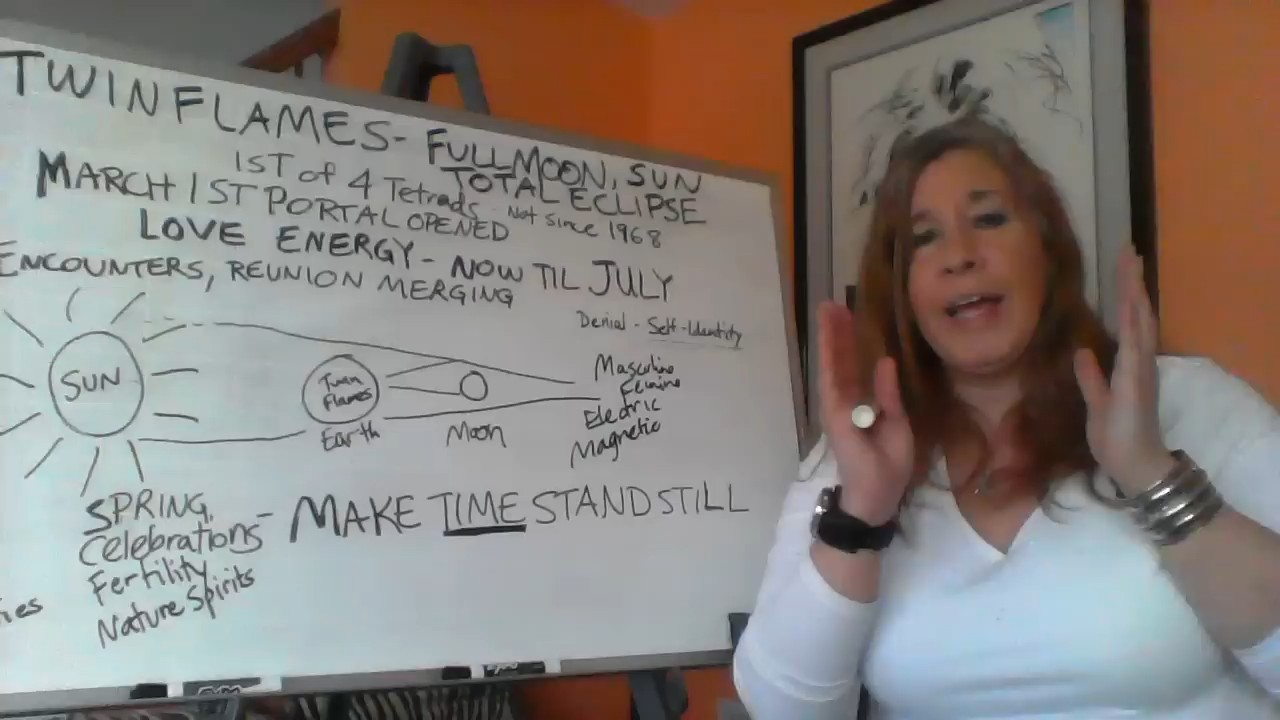 TWIN FLAMES - FULL MOON, SUN
TOTAL ECLIPSE
1ST of 4 Tetrads Not since 1968
MARCH 1ST PORTAL OPENED
LOVE ENERGY - NOW TIL JULY
ENCOUNTERS, REUNION MERGING
Denial - Self-Identity
SUN
Twin
Flames
Earth
Moon
Masculine
Feminine
Electric
Magnetic
SPRING,
Celebrations - MAKE TIME STAND STILL
Fertility
Nature Spirits